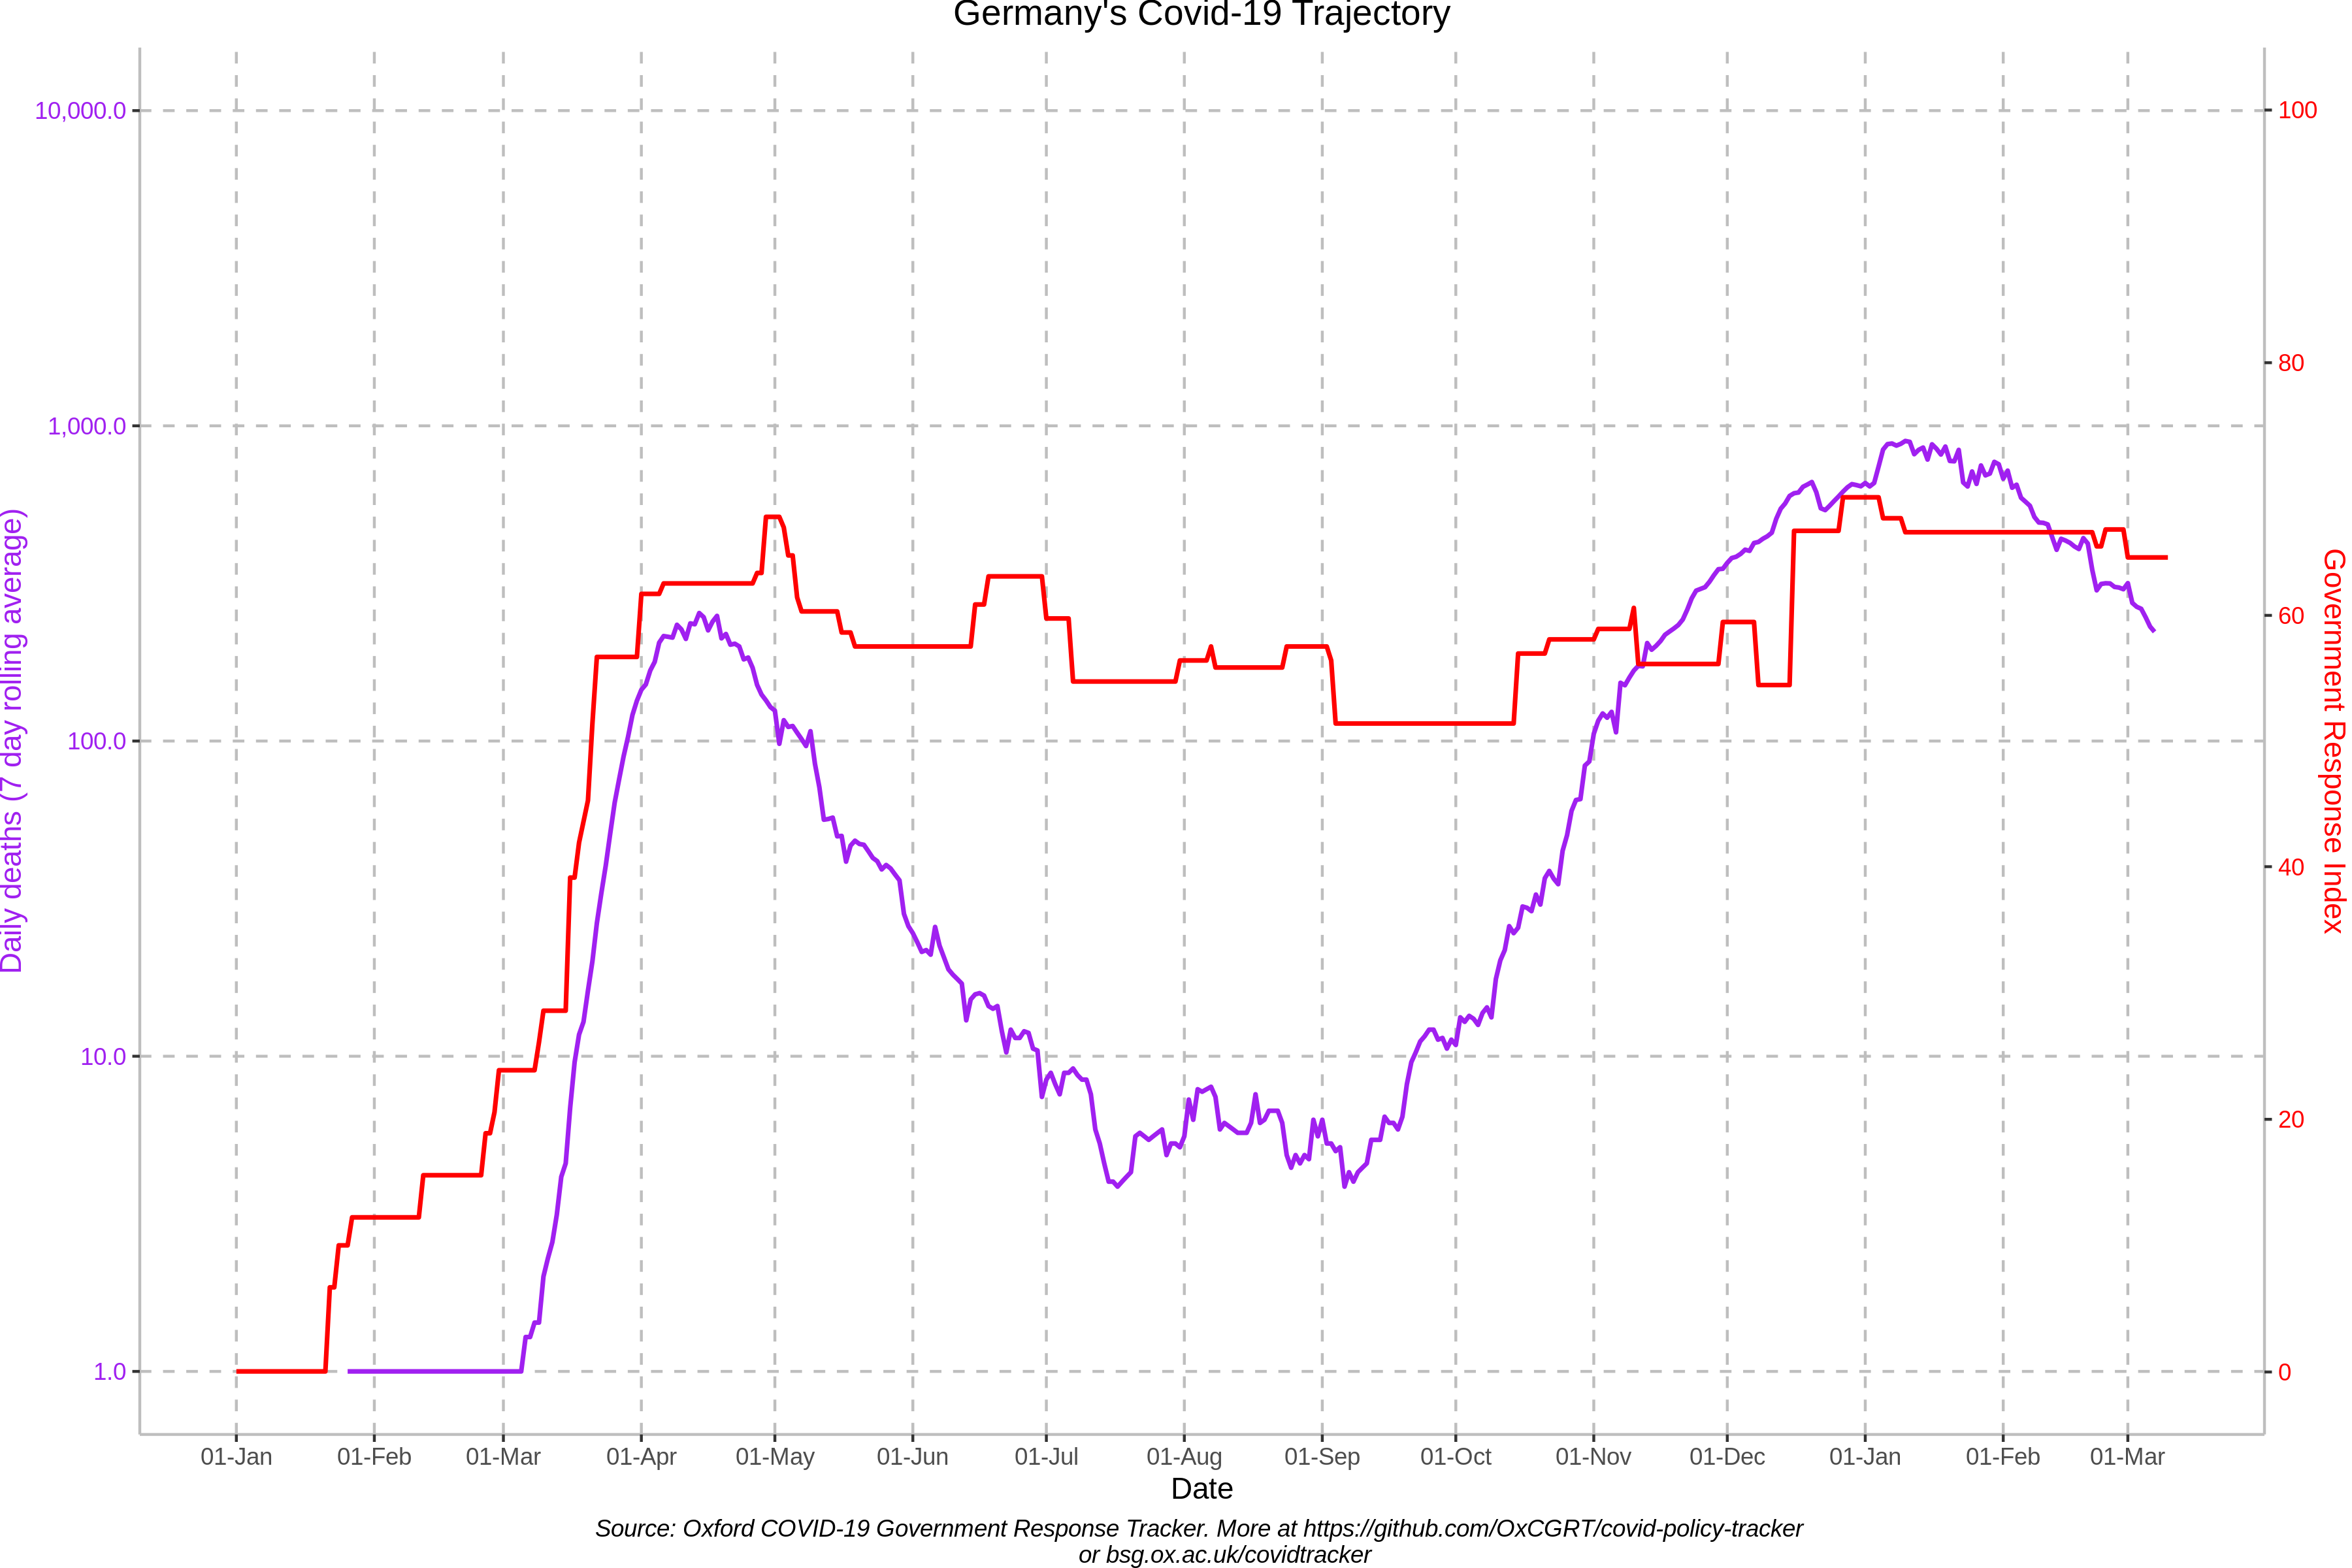 Germany's Covid-19 Trajectory
10,000.0
1,000.0
100.0
10.0
1.0
Daily deaths (7 day rolling average)
100
80
60
40
20
0
Government Response Index
01-Jan 01-Feb 01-Mar 01-Apr 01-May 01-Jun 01-Jul 01-Aug 01-Sep 01-Oct 01-Nov 01-Dec 01-Jan 01-Feb 01-Mar
Date
Source: Oxford COVID-19 Government Response Tracker. More at https://github.com/OxCGRT/covid-policy-tracker
or bsg.ox.ac.uk/covidtracker